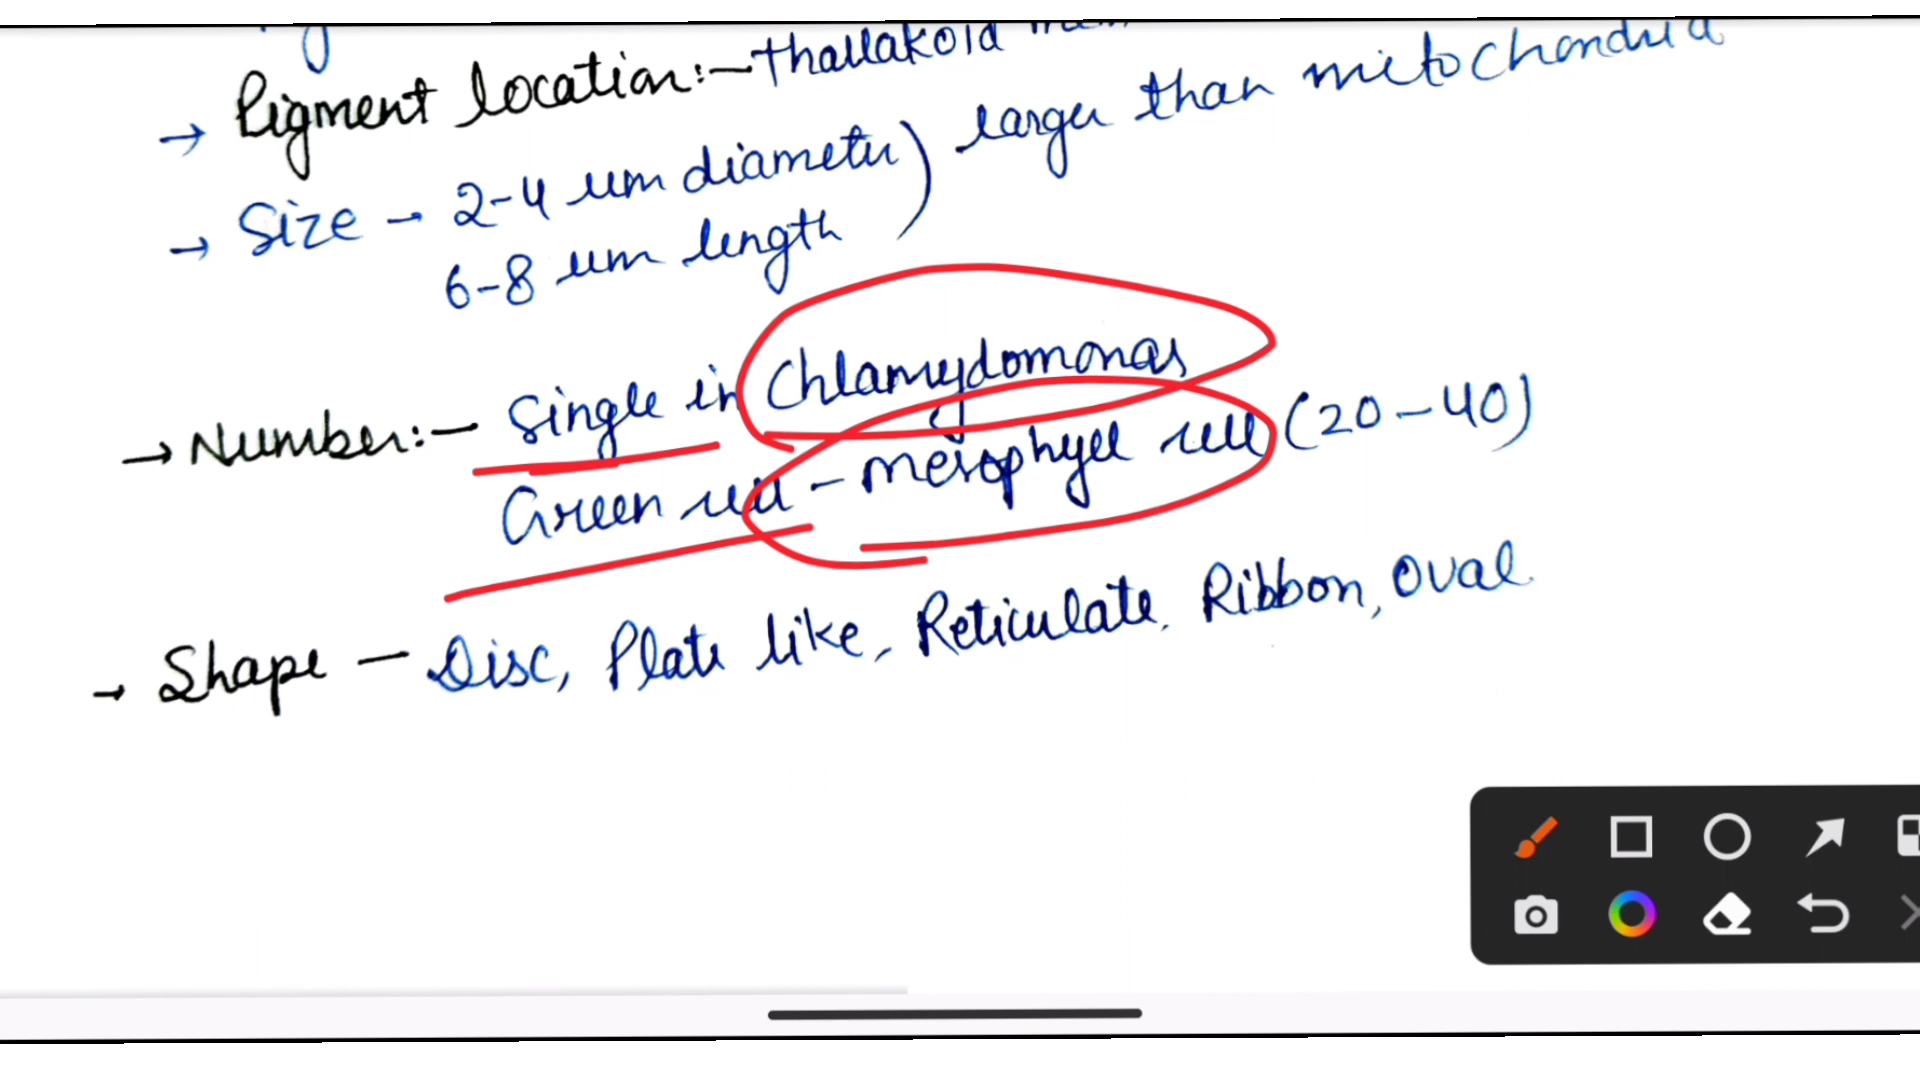 → Pigment location:- Thallakoid
→ Size - 2-4 um diameter) larger than mitochondria
6-8 um length
→ Number:- Single in Chlamydomonas
Green cell - mesophyll cell (20-40)
→ Shape - Disc, Plate like, Reticulate, Ribbon, Oval